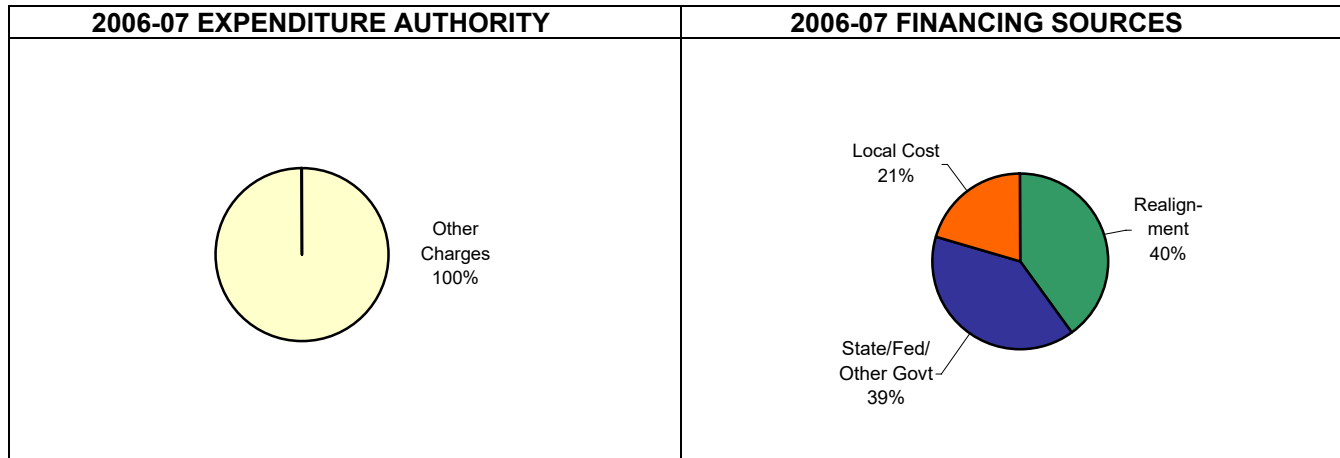 2006-07 EXPENDITURE AUTHORITY
2006-07 FINANCING SOURCES
Other
Charges
100%
Local Cost
21%
Realign-
ment
40%
State/Fed/
Other Govt
39%